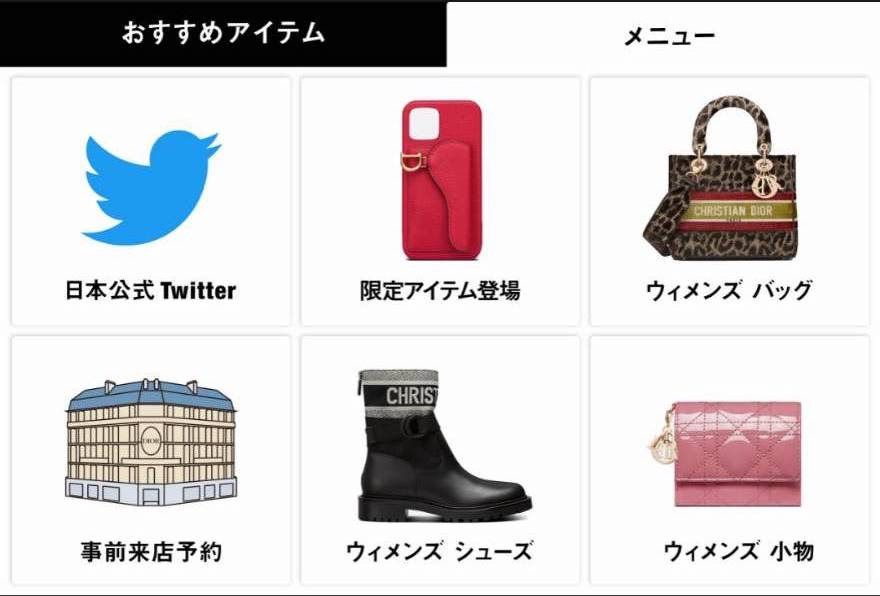 おすすめアイテム
メニュー
日本公式 Twitter
限定アイテム登場
CHRISTIAN DIOR
ウィメンズ バッグ
DIOR
事前来店予約
CHRIST
ウィメンズ シューズ
ウィメンズ 小物